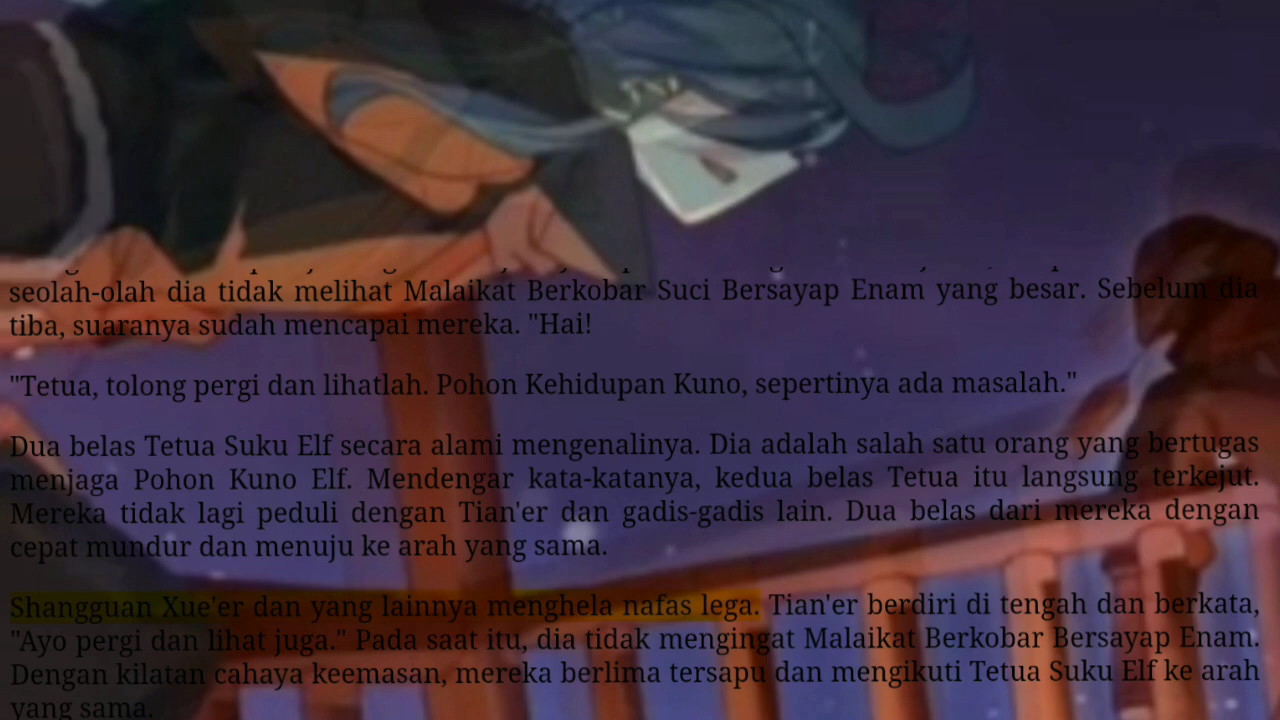 seolah-olah dia tidak melihat Malaikat Berkobar Suci Bersayap Enam yang besar. Sebelum dia
tiba, suaranya sudah mencapai mereka. "Hai!
"Tetua, tolong pergi dan lihatlah. Pohon Kehidupan Kuno, sepertinya ada masalah."
Dua belas Tetua Suku Elf secara alami mengenalinya. Dia adalah salah satu orang yang bertugas
menjaga Pohon Kuno Elf. Mendengar kata-katanya, kedua belas Tetua itu langsung terkejut.
Mereka tidak lagi peduli dengan Tian'er dan gadis-gadis lain. Dua belas dari mereka dengan
cepat mundur dan menuju ke arah yang sama.
Shangguan Xue'er dan yang lainnya menghela nafas lega. Tian'er berdiri di tengah dan berkata,
"Ayo pergi dan lihat juga." Pada saat itu, dia tidak mengingat Malaikat Berkobar Bersayap Enam.
Dengan kilatan cahaya keemasan, mereka berlima tersapu dan mengikuti Tetua Suku Elf ke arah
yang sama.